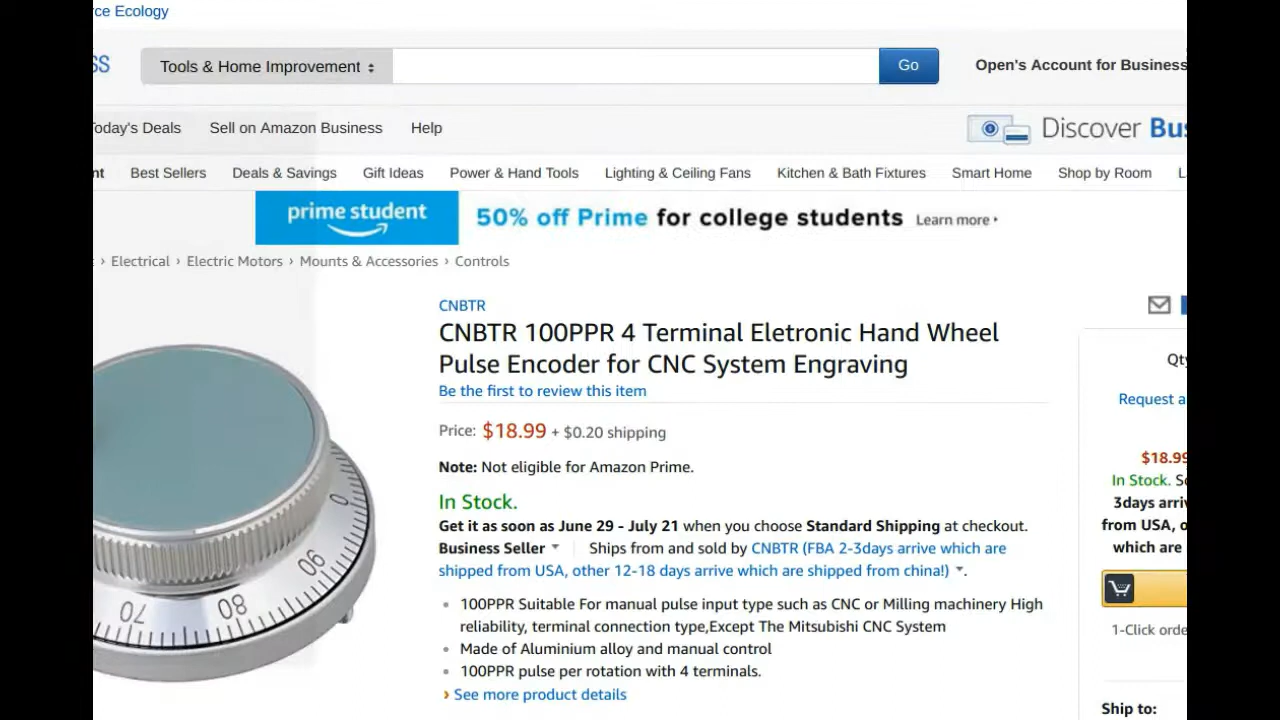 rce Ecology
SS
Tools & Home Improvement
Go
Open's Account for Business
Today's Deals
Sell on Amazon Business
Help
Discover Bus
nt
Best Sellers
Deals & Savings
Gift Ideas
Power & Hand Tools
Lighting & Ceiling Fans
Kitchen & Bath Fixtures
Smart Home
Shop by Room
L
prime student
50% off Prime for college students
Learn more
› Electrical › Electric Motors › Mounts & Accessories › Controls
CNBTR
CNBTR 100PPR 4 Terminal Eletronic Hand Wheel
Pulse Encoder for CNC System Engraving
Be the first to review this item
Qty
Request a
Price: $18.99 + $0.20 shipping
$18.99
Note: Not eligible for Amazon Prime.
In Stock. So
In Stock.
3days arriv
Get it as soon as June 29 - July 21 when you choose Standard Shipping at checkout.
from USA, o
Business Seller
Ships from and sold by CNBTR (FBA 2-3days arrive which are
which are
shipped from USA, other 12-18 days arrive which are shipped from china!).
• 100PPR Suitable For manual pulse input type such as CNC or Milling machinery High
reliability, terminal connection type,Except The Mitsubishi CNC System
1-Click orde
• Made of Aluminium alloy and manual control
• 100PPR pulse per rotation with 4 terminals.
› See more product details
Ship to:
0
90
80
70